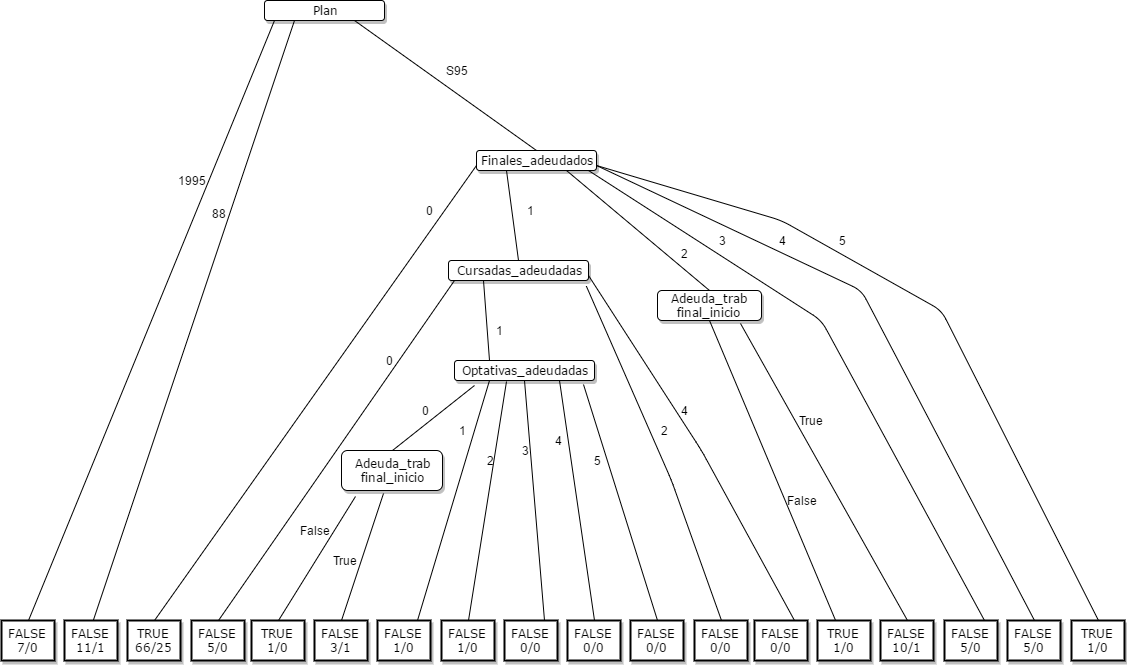 Plan
S95
1995
88
Finales_adeudados
0
1
2
3
4
5
Cursadas_adeudadas
Adeuda_trab
final_inicio
0
1
2
4
Optativas_adeudadas
0
1
2
3
4
5
True
False
Adeuda_trab
final_inicio
False
True
FALSE
7/0
FALSE
11/1
TRUE
66/25
FALSE
5/0
TRUE
1/0
FALSE
3/1
FALSE
1/0
FALSE
1/0
FALSE
0/0
FALSE
0/0
FALSE
0/0
FALSE
0/0
FALSE
0/0
TRUE
1/0
FALSE
10/1
FALSE
5/0
FALSE
5/0
TRUE
1/0